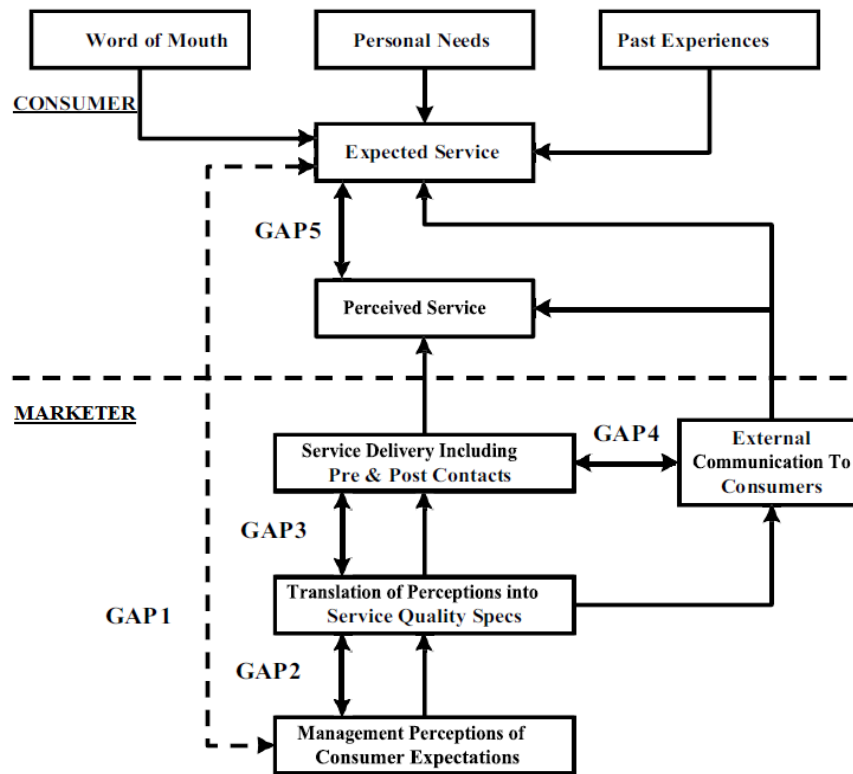 Word of Mouth
Personal Needs
Past Experiences
CONSUMER
Expected Service
GAP5
Perceived Service
MARKETER
Service Delivery Including
Pre & Post Contacts
GAP4
External
Communication To
Consumers
GAP3
Translation of Perceptions into
Service Quality Specs
GAP1
GAP2
Management Perceptions of
Consumer Expectations